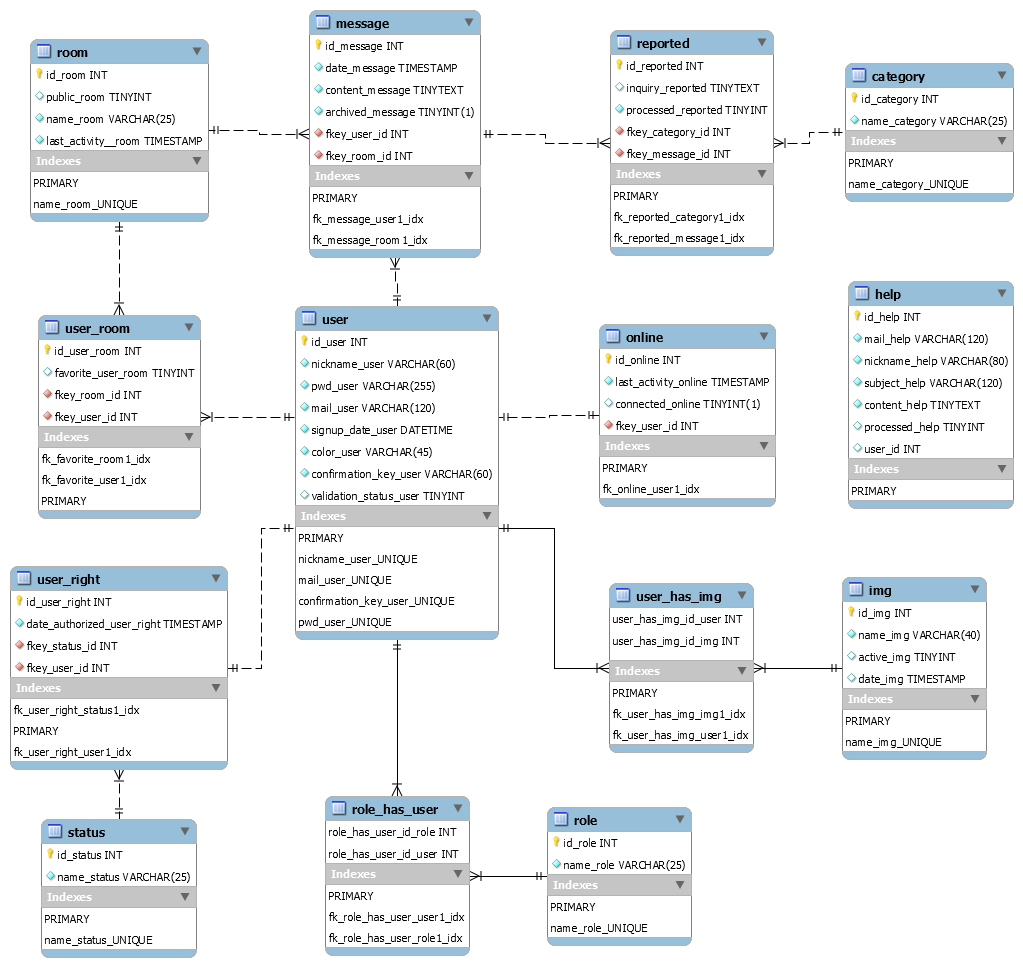 room
id_room INT
public_room TINYINT
name_room VARCHAR(25)
last_activity__room TIMESTAMP
Indexes
PRIMARY
name_room_UNIQUE
message
id_message INT
date_message TIMESTAMP
content_message TINYTEXT
archived_message TINYINT(1)
fkey_user_id INT
fkey_room_id INT
Indexes
PRIMARY
fk_message_user1_idx
fk_message_room1_idx
reported
id_reported INT
inquiry_reported TINYTEXT
processed_reported TINYINT
fkey_category_id INT
fkey_message_id INT
Indexes
PRIMARY
fk_reported_category1_idx
fk_reported_message1_idx
category
id_category INT
name_category VARCHAR(25)
Indexes
PRIMARY
name_category_UNIQUE
user_room
id_user_room INT
favorite_user_room TINYINT
fkey_room_id INT
fkey_user_id INT
Indexes
fk_favorite_room1_idx
fk_favorite_user1_idx
PRIMARY
user
id_user INT
nickname_user VARCHAR(60)
pwd_user VARCHAR(255)
mail_user VARCHAR(120)
signup_date_user DATETIME
color_user VARCHAR(45)
confirmation_key_user VARCHAR(60)
validation_status_user TINYINT
Indexes
PRIMARY
nickname_user_UNIQUE
mail_user_UNIQUE
confirmation_key_user_UNIQUE
pwd_user_UNIQUE
online
id_online INT
last_activity_online TIMESTAMP
connected_online TINYINT(1)
fkey_user_id INT
Indexes
PRIMARY
fk_online_user1_idx
help
id_help INT
mail_help VARCHAR(120)
nickname_help VARCHAR(80)
subject_help VARCHAR(120)
content_help TINYTEXT
processed_help TINYINT
user_id INT
Indexes
PRIMARY
user_right
id_user_right INT
date_authorized_user_right TIMESTAMP
fkey_status_id INT
fkey_user_id INT
Indexes
fk_user_right_status1_idx
PRIMARY
fk_user_right_user1_idx
user_has_img
user_has_img_id_user INT
user_has_img_id_img INT
Indexes
PRIMARY
fk_user_has_img_img1_idx
fk_user_has_img_user1_idx
img
id_img INT
name_img VARCHAR(40)
active_img TINYINT
date_img TIMESTAMP
Indexes
PRIMARY
name_img_UNIQUE
status
id_status INT
name_status VARCHAR(25)
Indexes
PRIMARY
name_status_UNIQUE
role_has_user
role_has_user_id_role INT
role_has_user_id_user INT
Indexes
PRIMARY
fk_role_has_user_user1_idx
fk_role_has_user_role1_idx
role
id_role INT
name_role VARCHAR(25)
Indexes
PRIMARY
name_role_UNIQUE